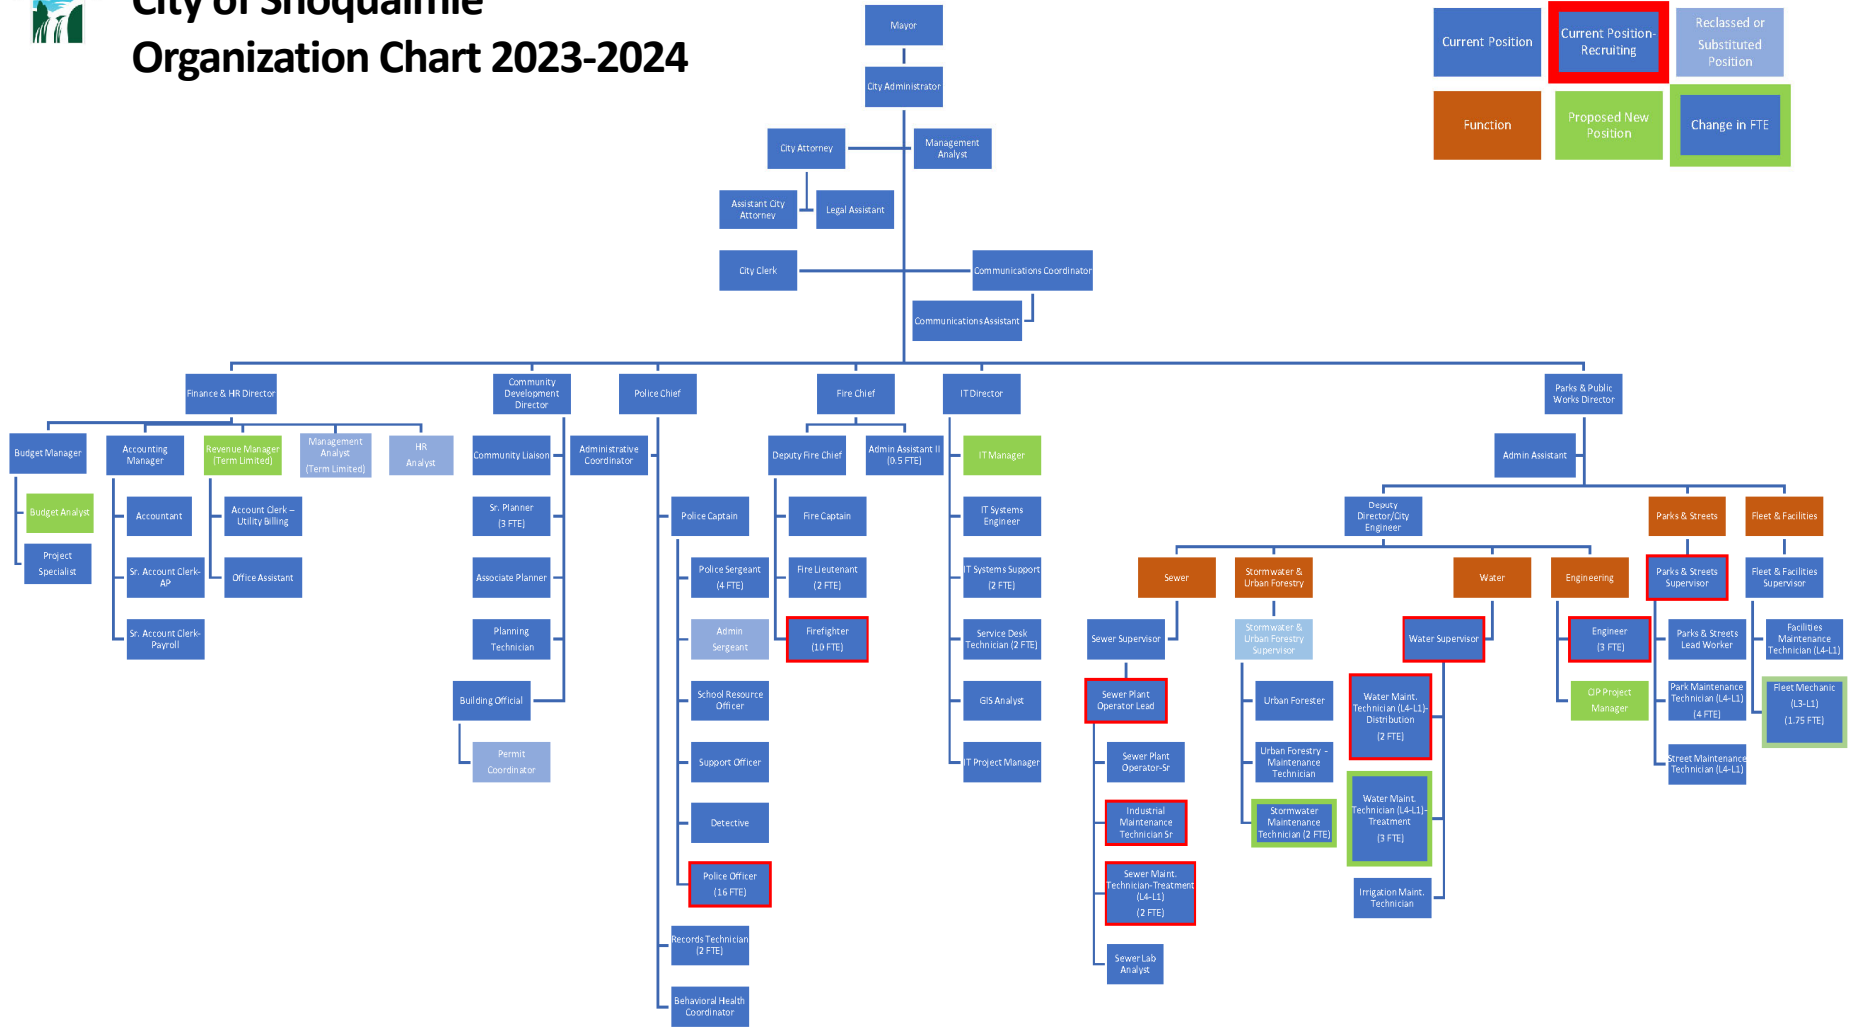 City of Snoqualmie
Organization Chart 2023-2024
Mayor
City Administrator
City Attorney
Management
Analyst
Assistant City
Attorney
Legal Assistant
City Clerk
Communications Coordinator
Communications Assistant
Current Position
Current Position-
Recruiting
Reclassed or
Substituted
Position
Function
Proposed New
Position
Change in FTE
Finance & HR Director
Community
Development
Director
Police Chief
Fire Chief
IT Director
Parks & Public
Works Director
Budget Manager
Budget Analyst
Project
Specialist
Accounting
Manager
Accountant
Sr. Account Clerk-
AP
Sr. Account Clerk-
Payroll
Revenue Manager
(Term Limited)
Account Clerk –
Utility Billing
Office Assistant
Management
Analyst
(Term Limited)
HR
Analyst
Community Liaison
Sr. Planner
(3 FTE)
Associate Planner
Planning
Technician
Building Official
Permit
Coordinator
Administrative
Coordinator
Police Captain
Police Sergeant
(4 FTE)
Admin
Sergeant
School Resource
Officer
Support Officer
Detective
Police Officer
(16 FTE)
Records Technician
(2 FTE)
Behavioral Health
Coordinator
Deputy Fire Chief
Admin Assistant II
(0.5 FTE)
Fire Captain
Fire Lieutenant
(2 FTE)
Firefighter
(10 FTE)
IT Manager
IT Systems
Engineer
IT Systems Support
(2 FTE)
Service Desk
Technician (2 FTE)
GIS Analyst
IT Project Manager
Admin Assistant
Deputy
Director/City
Engineer
Parks & Streets
Fleet & Facilities
Sewer
Stormwater &
Urban Forestry
Water
Engineering
Parks & Streets
Supervisor
Fleet & Facilities
Supervisor
Sewer Supervisor
Sewer Plant
Operator Lead
Sewer Plant
Operator-Sr
Industrial
Maintenance
Technician Sr
Sewer Maint.
Technician-Treatment
(L4-L1)
(2 FTE)
Sewer Lab
Analyst
Stormwater &
Urban Forestry
Supervisor
Urban Forester
Urban Forestry -
Maintenance
Technician
Stormwater
Maintenance
Technician (2 FTE)
Water Supervisor
Water Maint.
Technician (L4-L1)-
Distribution
(2 FTE)
Water Maint.
Technician (L4-L1)-
Treatment
(3 FTE)
Irrigation Maint.
Technician
Engineer
(3 FTE)
CIP Project
Manager
Parks & Streets
Lead Worker
Park Maintenance
Technician (L4-L1)
(4 FTE)
Street Maintenance
Technician (L4-L1)
Facilities
Maintenance
Technician (L4-L1)
Fleet Mechanic
(L3-L1)
(1.75 FTE)